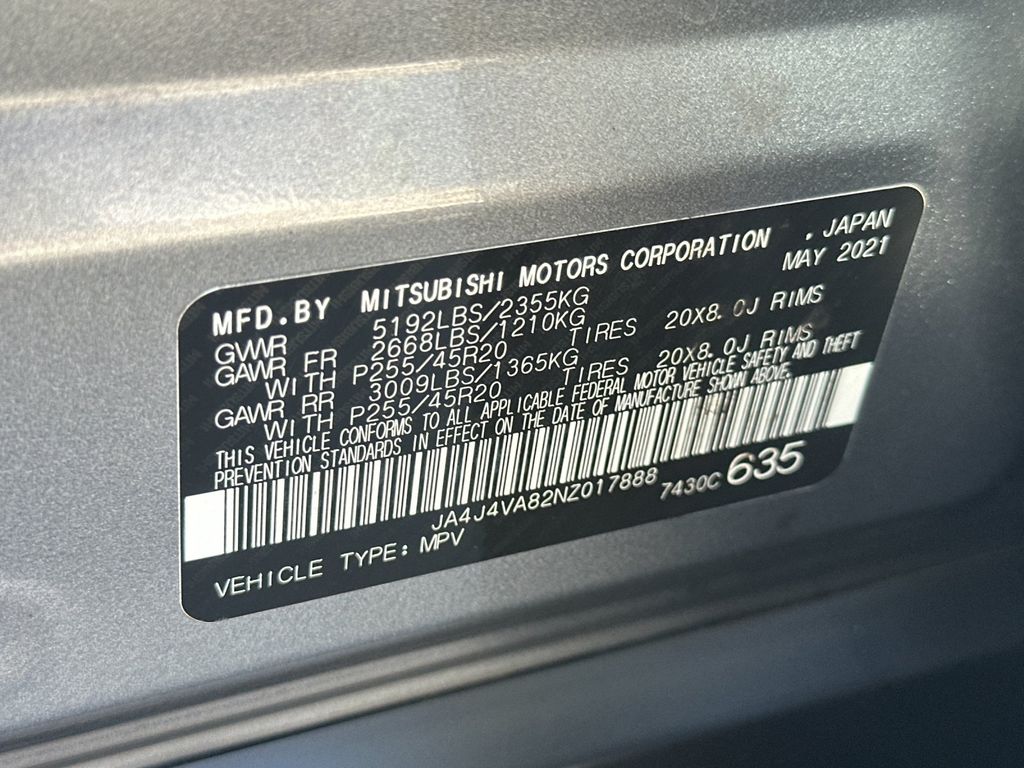 MFD.BY MITSUBISHI MOTORS CORPORATION . JAPAN
MAY 2021
GVWR 5192LBS/2355KG
GAWR FR 2668LBS/1210KG
WITH P255/45R20 TIRES 20X8.0J RIMS
GAWR RR 3009LBS/1365KG
WITH P255/45R20 TIRES 20X8.0J RIMS
THIS VEHICLE CONFORMS TO ALL APPLICABLE FEDERAL MOTOR VEHICLE SAFETY AND THEFT
PREVENTION STANDARDS IN EFFECT ON THE DATE OF MANUFACTURE SHOWN ABOVE.
JA4J4VA82NZ017888 7430C 635
VEHICLE TYPE: MPV